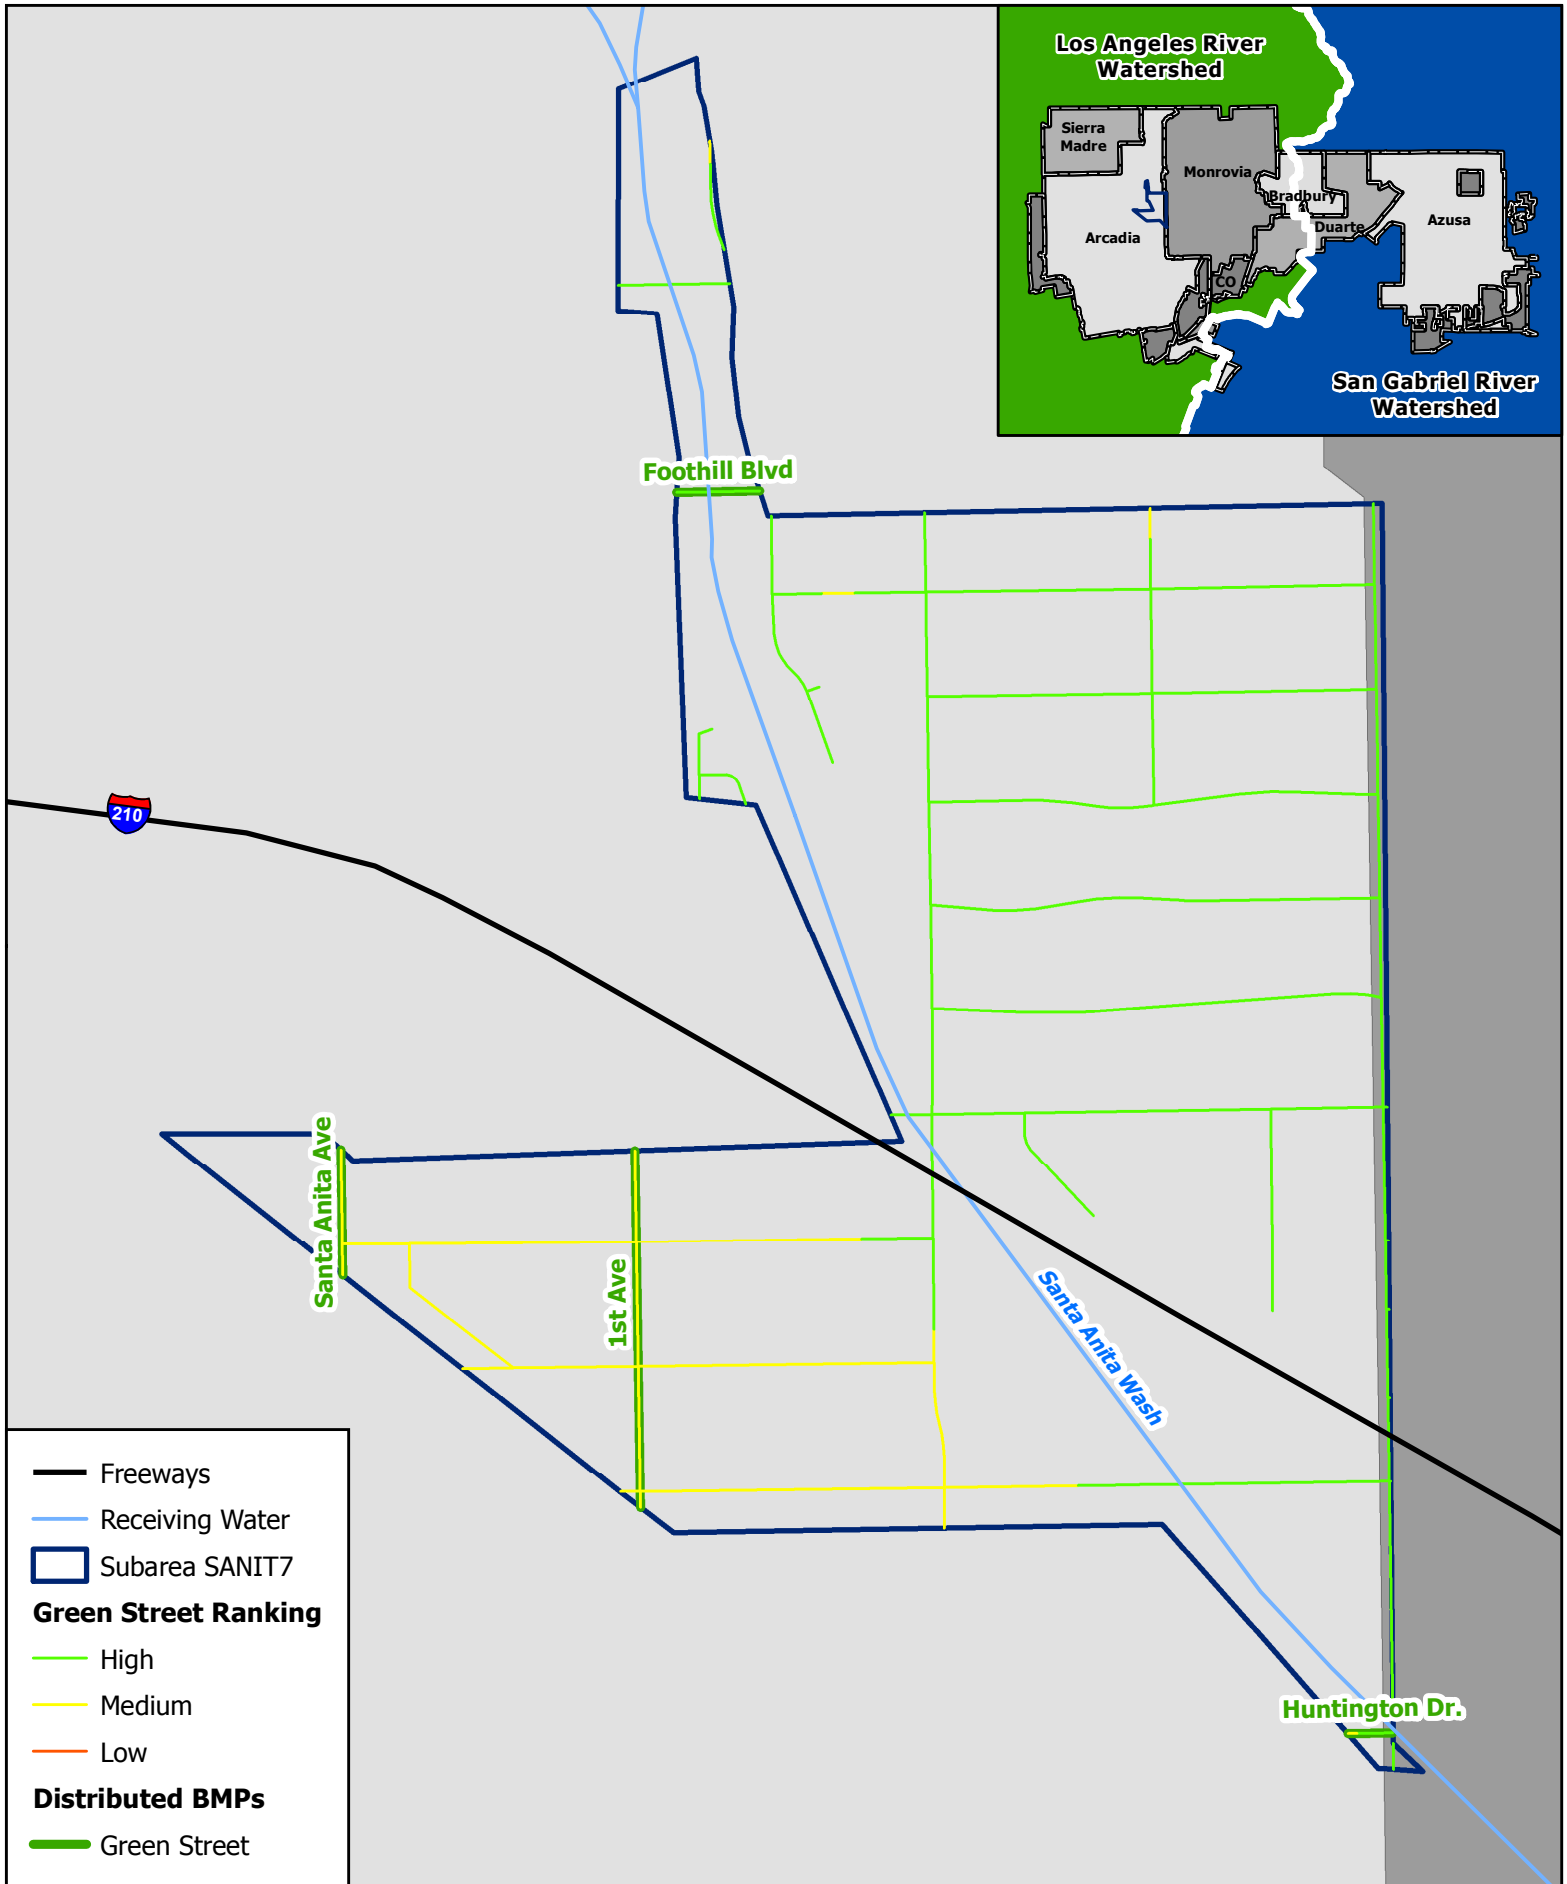 Los Angeles River
Watershed
Sierra
Madre
Monrovia
Bradbury
Duarte
Azusa
Arcadia
CO
San Gabriel River
Watershed
Foothill Blvd
210
Santa Anita Ave
1st Ave
Santa Anita Wash
Huntington Dr.
Freeways
Receiving Water
Subarea SANIT7
Green Street Ranking
High
Medium
Low
Distributed BMPs
Green Street